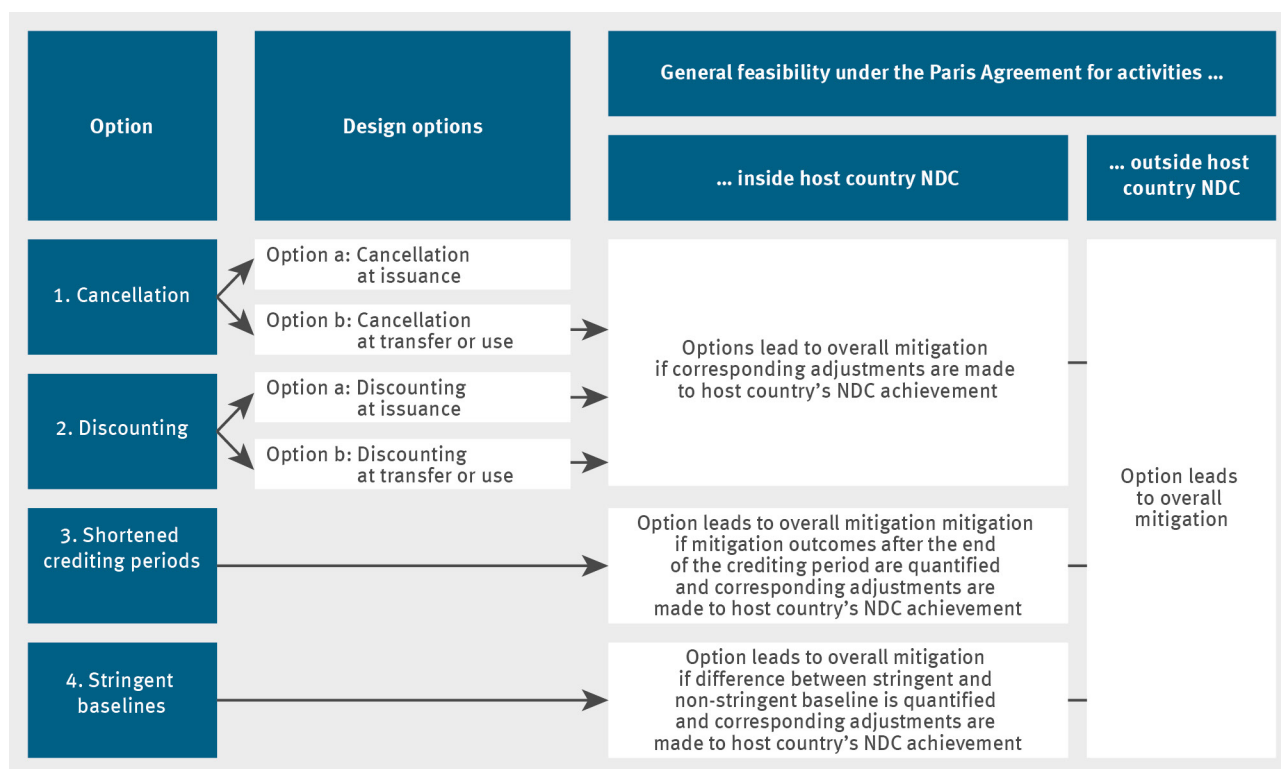 Option
Design options
General feasibility under the Paris Agreement for activities ...
... inside host country NDC
... outside host
country NDC
1. Cancellation
Option a: Cancellation
at issuance
Option b: Cancellation
at transfer or use
2. Discounting
Option a: Discounting
at issuance
Option b: Discounting
at transfer or use
Options lead to overall mitigation
if corresponding adjustments are made
to host country’s NDC achievement
3. Shortened
crediting periods
Option leads to overall mitigation mitigation
if mitigation outcomes after the end
of the crediting period are quantified
and corresponding adjustments are
made to host country’s NDC achievement
4. Stringent
baselines
Option leads to overall mitigation
if difference between stringent and
non-stringent baseline is quantified
and corresponding adjustments are
made to host country’s NDC achievement
Option leads
to overall
mitigation